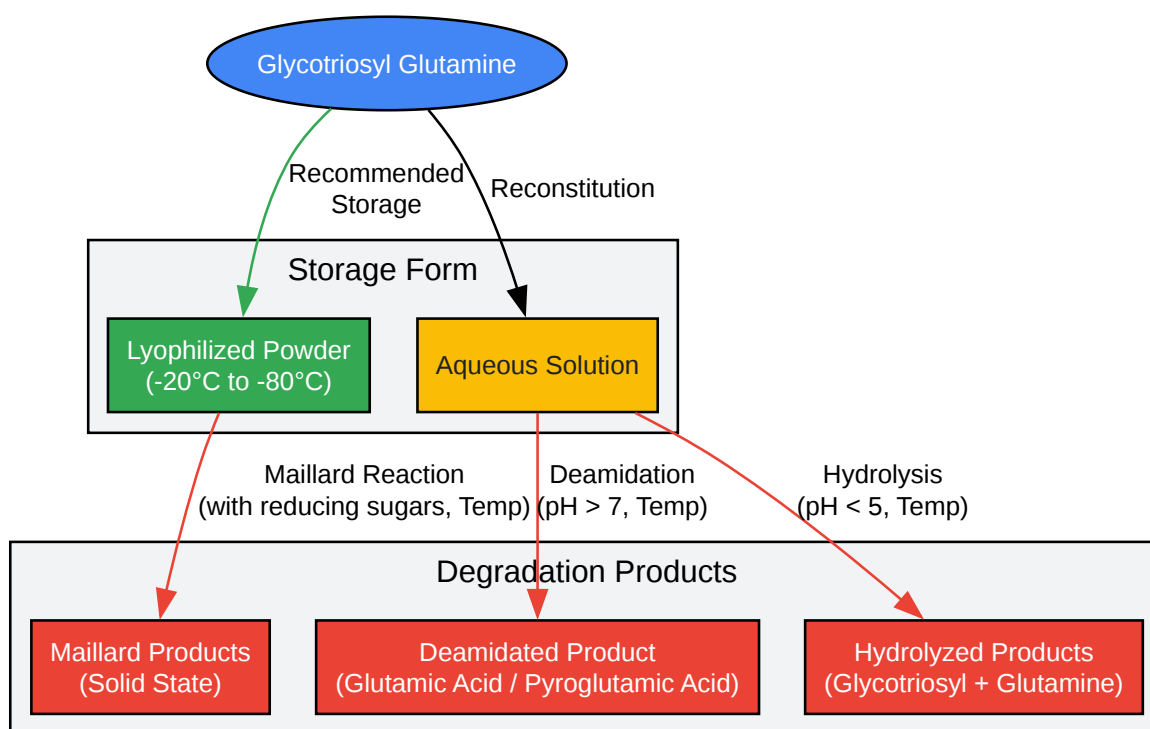 Glycotriosyl Glutamine
Recommended
Storage
Reconstitution
Storage Form
Lyophilized Powder
(-20°C to -80°C)
Aqueous Solution
Maillard Reaction
(with reducing sugars, Temp)
Deamidation
(pH > 7, Temp)
Hydrolysis
(pH < 5, Temp)
Degradation Products
Maillard Products
(Solid State)
Deamidated Product
(Glutamic Acid / Pyroglutamic Acid)
Hydrolyzed Products
(Glycotriosyl + Glutamine)